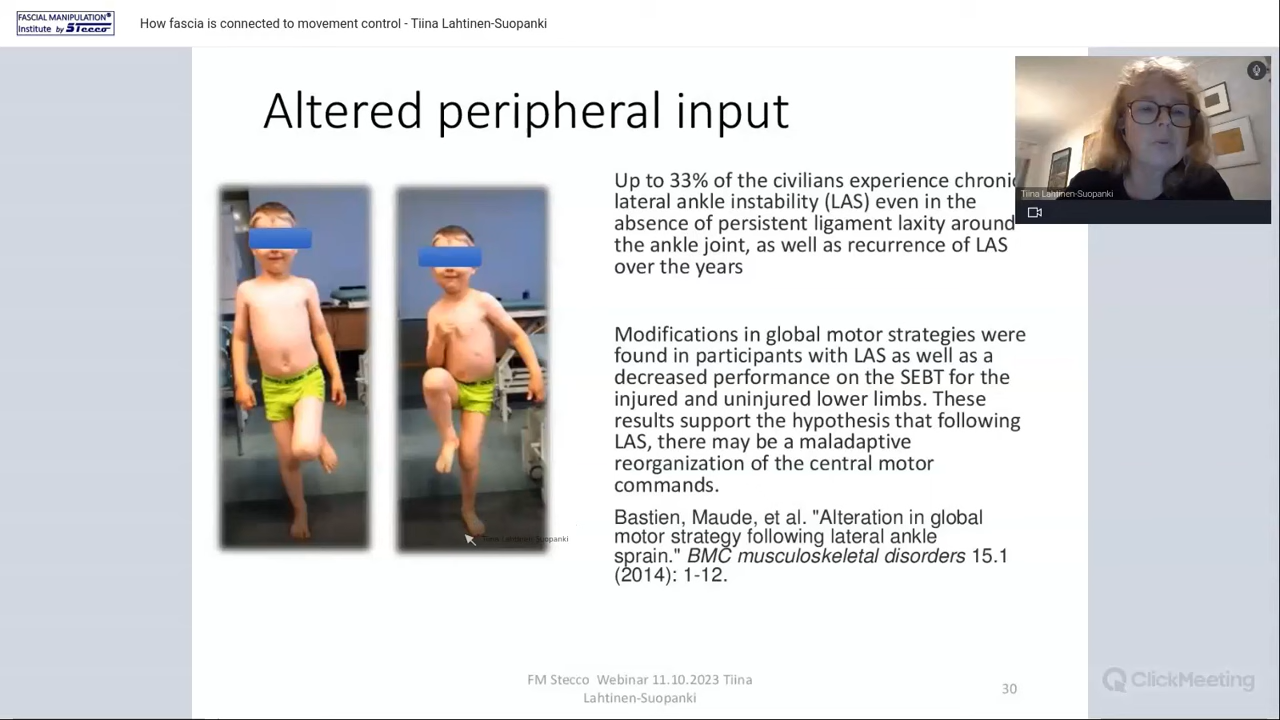 FASCIAL MANIPULATION®
Institute by Stecco
How fascia is connected to movement control - Tiina Lahtinen-Suopanki
Altered peripheral input
Up to 33% of the civilians experience chronic
lateral ankle instability (LAS) even in the
absence of persistent ligament laxity around
the ankle joint, as well as recurrence of LAS
over the years
Modifications in global motor strategies were
found in participants with LAS as well as a
decreased performance on the SEBT for the
injured and uninjured lower limbs. These
results support the hypothesis that following
LAS, there may be a maladaptive
reorganization of the central motor
commands.
Bastien, Maude, et al. "Alteration in global
motor strategy following lateral ankle
sprain." BMC musculoskeletal disorders 15.1
(2014): 1-12.
Tiina Lahtinen-Suopanki
Tiina Lahtinen-Suopanki
FM Stecco Webinar 11.10.2023 Tiina
Lahtinen-Suopanki
30
ClickMeeting